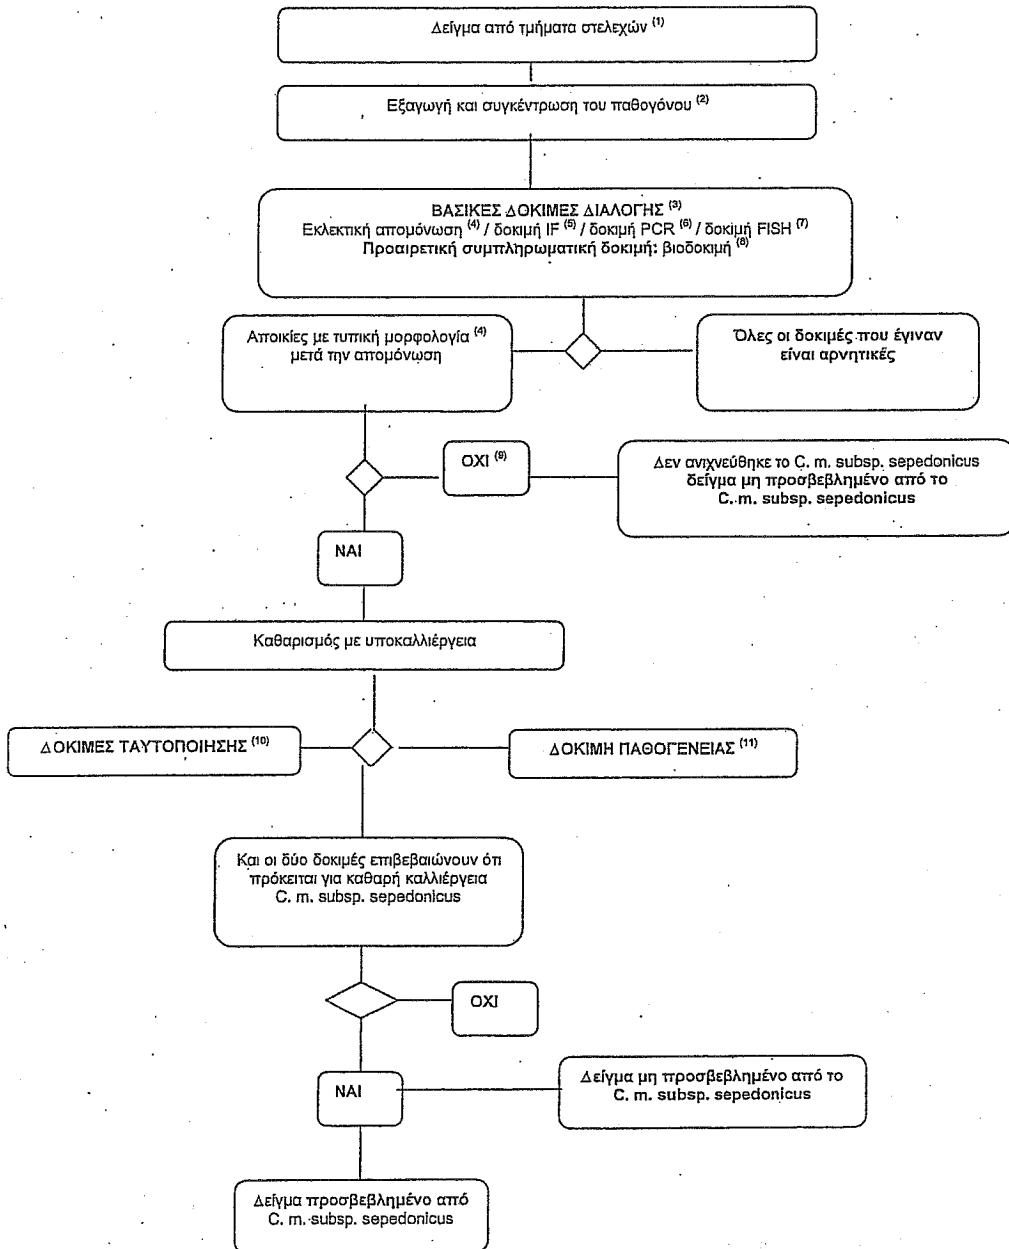 Δείγμα από τμήματα στελεχών (1)
Εξαγωγή και συγκέντρωση του παθογόνου (2)
ΒΑΣΙΚΕΣ ΔΟΚΙΜΕΣ ΔΙΑΛΟΓΗΣ (3)
Εκλεκτική απομόνωση (4) / δοκιμή IF (5) / δοκιμή PCR (6) / δοκιμή FISH (7)
Προαιρετική συμπληρωματική δοκιμή: βιοδοκιμή (8)
Αποικίες με τυπική μορφολογία (4)
μετά την απομόνωση
Όλες οι δοκιμές που έγιναν
είναι αρνητικές
ΟΧΙ (9)
Δεν ανιχνεύθηκε το C. m. subsp. sepedonicus
δείγμα μη προσβεβλημένο από το
C. m. subsp. sepedonicus
ΝΑΙ
Καθαρισμός με υποκαλλιέργεια
ΔΟΚΙΜΕΣ ΤΑΥΤΟΠΟΙΗΣΗΣ (10)
ΔΟΚΙΜΗ ΠΑΘΟΓΕΝΕΙΑΣ (11)
Και οι δύο δοκιμές επιβεβαιώνουν ότι
πρόκειται για καθαρή καλλιέργεια
C. m. subsp. sepedonicus
ΟΧΙ
ΝΑΙ
Δείγμα μη προσβεβλημένο από το
C. m. subsp. sepedonicus
Δείγμα προσβεβλημένο από
C. m. subsp. sepedonicus